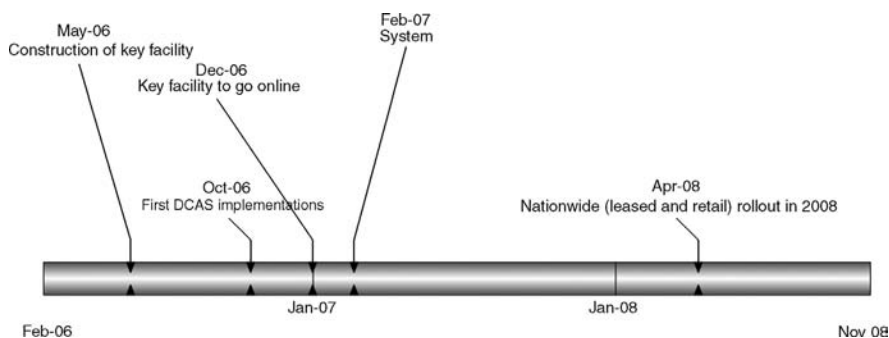 Feb-07
System
May-06
Construction of key facility
Dec-06
Key facility to go online
Oct-06
First DCAS implementations
Apr-08
Nationwide (leased and retail) rollout in 2008
Jan-07
Jan-08
Feb-06
Nov 08